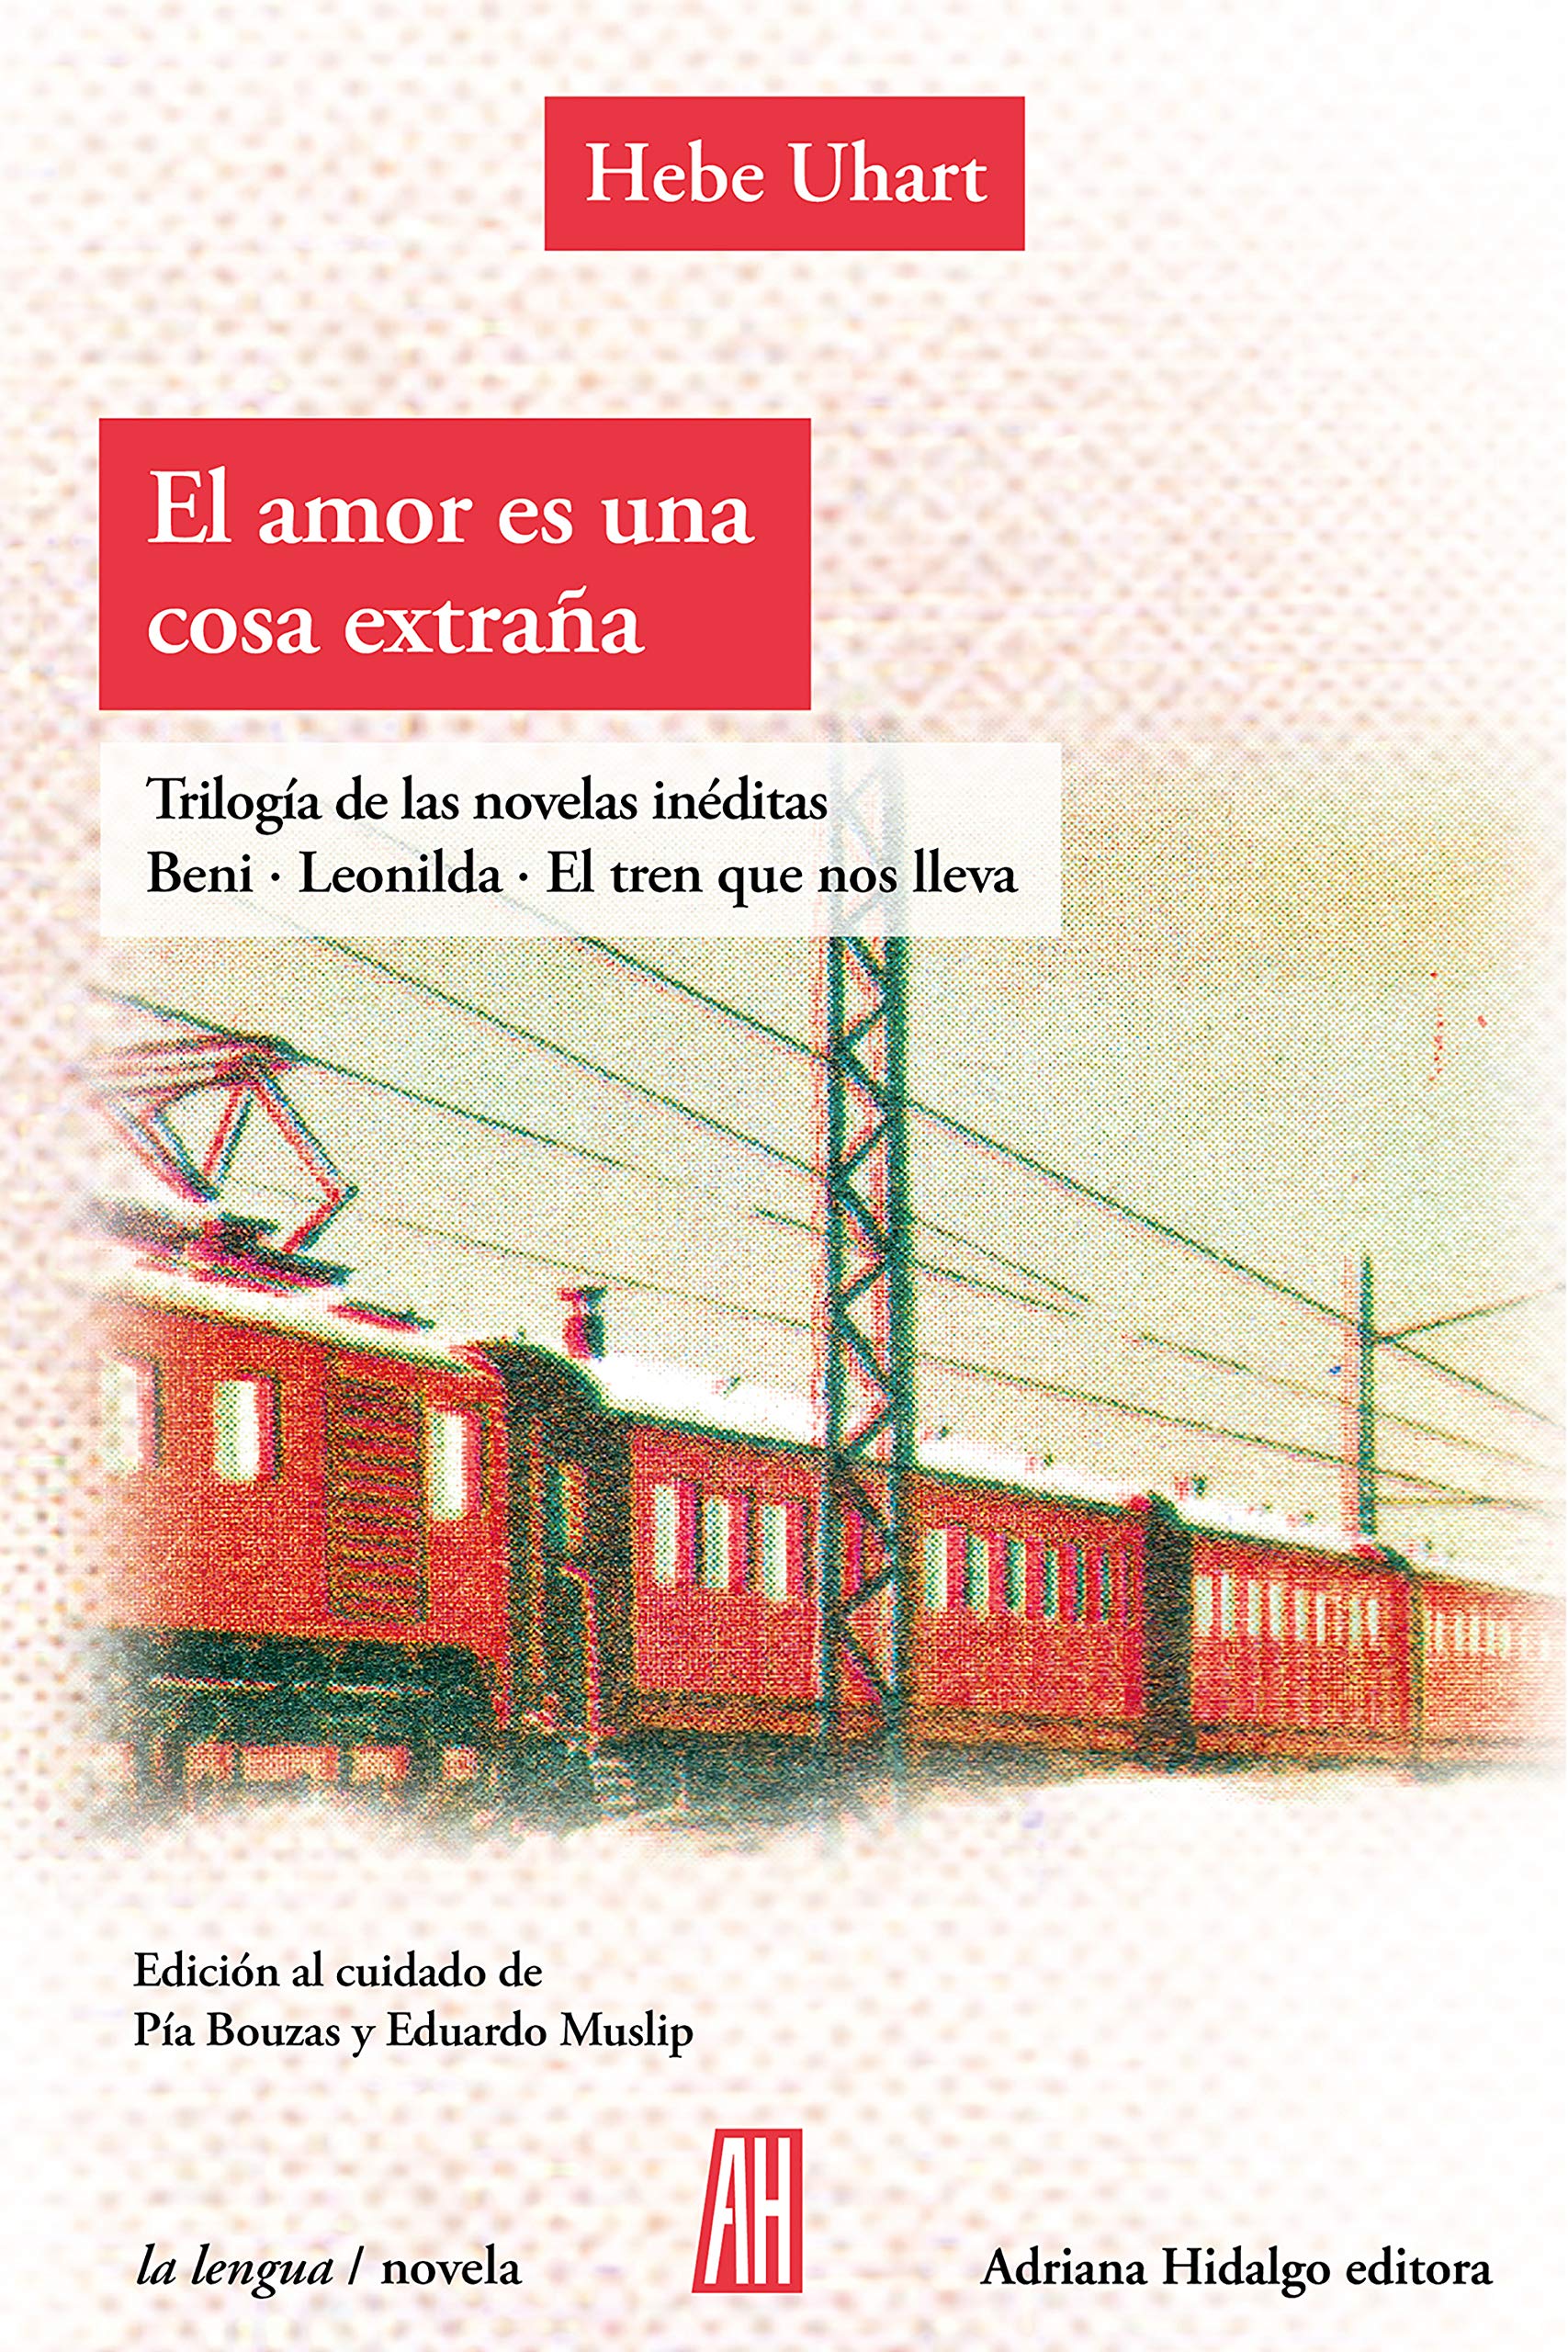 Hebe Uhart
El amor es una
cosa extraña
Trilogía de las novelas inéditas
Beni · Leonilda · El tren que nos lleva
Edición al cuidado de
Pía Bouzas y Eduardo Muslip
AH
la lengua / novela
Adriana Hidalgo editora